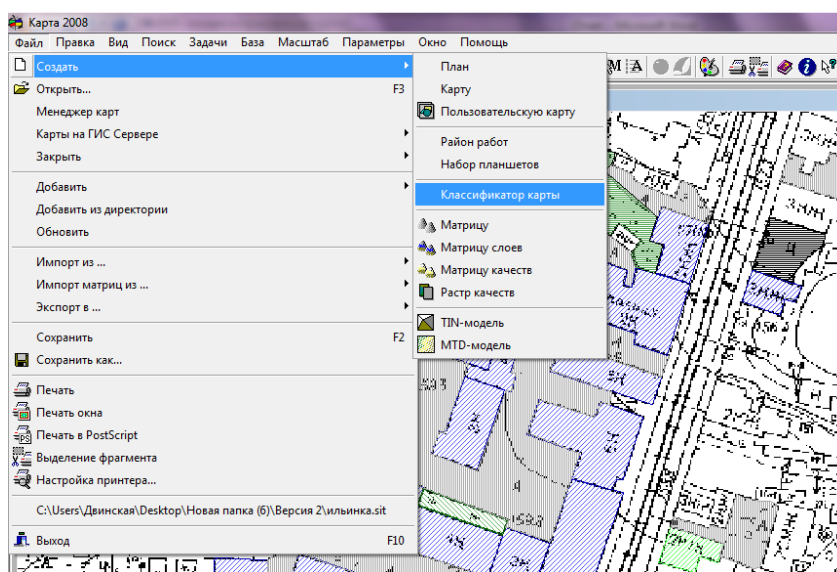 Карта 2008
Файл Правка Вид Поиск Задачи База Масштаб Параметры Окно Помощь
Создать
Открыть... F3
Менеджер карт
Карты на ГИС Сервере
Закрыть
Добавить
Добавить из директории
Обновить
Импорт из ...
Импорт матриц из ...
Экспорт в ...
Сохранить F2
Сохранить как...
Печать
Печать окна
Печать в PostScript
Выделение фрагмента
Настройка принтера...
C:\Users\Двинская\Desktop\Новая папка (6)\Версия 2\ильинка.sit
Выход F10
План
Карту
Пользовательскую карту
Район работ
Набор планшетов
Классификатор карты
Матрицу
Матрицу слоев
Матрицу качеств
Растр качеств
TIN-модель
MTD-модель